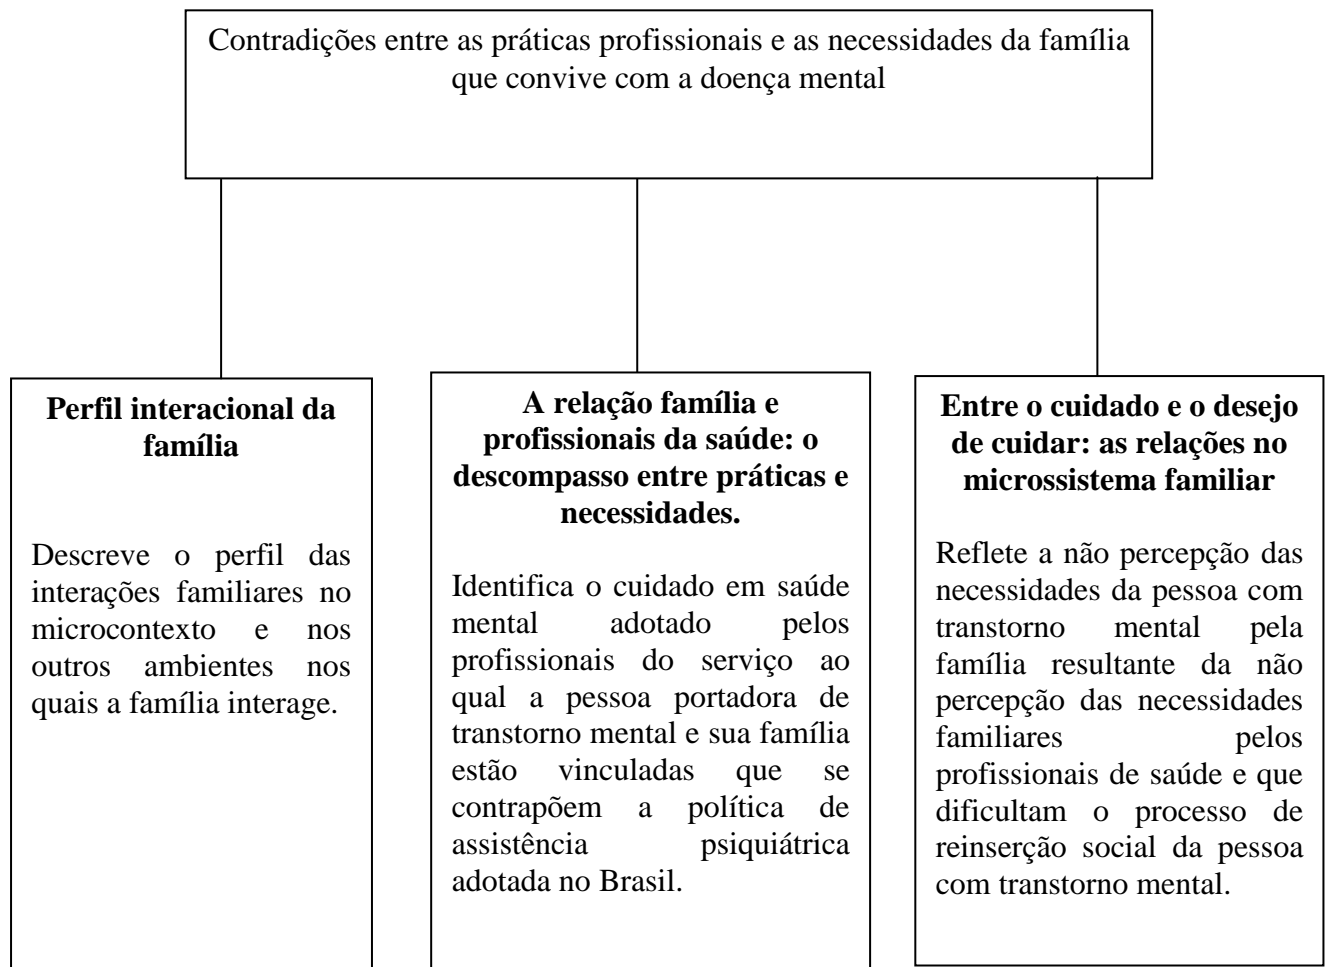 Contradições entre as práticas profissionais e as necessidades da família
que convive com a doença mental
Perfil interacional da
família
Descreve o perfil das
interações familiares no
microcontexto e nos
outros ambientes nos
quais a família interage.
A relação família e
profissionais da saúde: o
descompasso entre práticas e
necessidades.
Identifica o cuidado em saúde
mental adotado pelos
profissionais do serviço ao
qual a pessoa portadora de
transtorno mental e sua família
estão vinculadas que se
contrapõem a política de
assistência psiquiátrica
adotada no Brasil.
Entre o cuidado e o desejo
de cuidar: as relações no
microssistema familiar
Reflete a não percepção das
necessidades da pessoa com
transtorno mental pela
família resultante da não
percepção das necessidades
familiares pelos
profissionais de saúde e que
dificultam o processo de
reinserção social da pessoa
com transtorno mental.